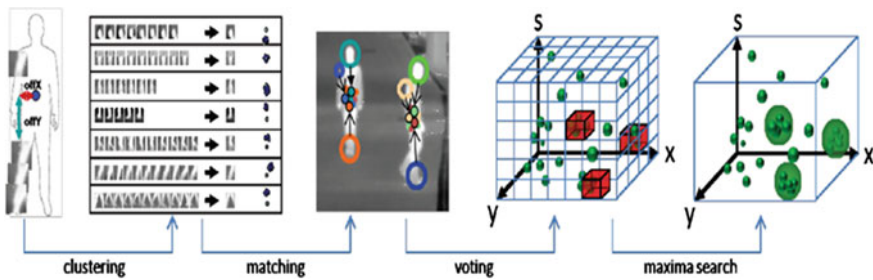 offX
offY
S
X
y
S
X
y
clustering
matching
voting
maxima search